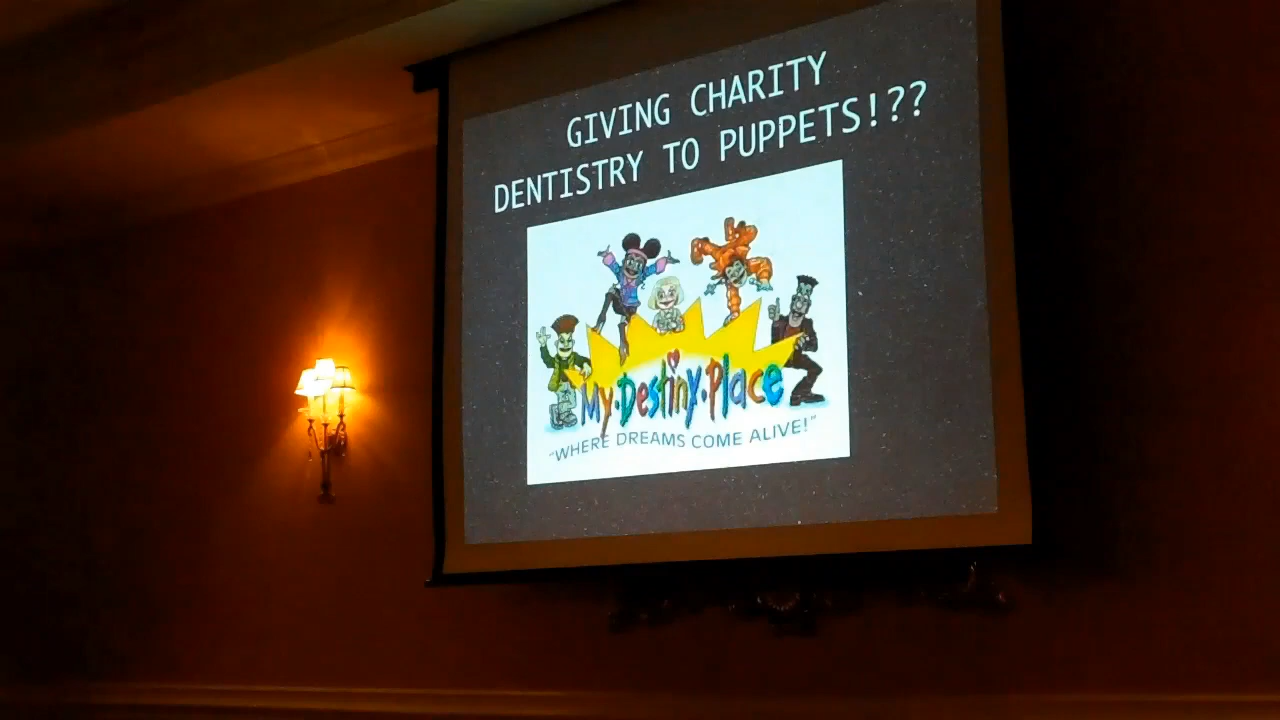 GIVING CHARITY
DENTISTRY TO PUPPETS!??
My·Destiny·Place
"WHERE DREAMS COME ALIVE!"